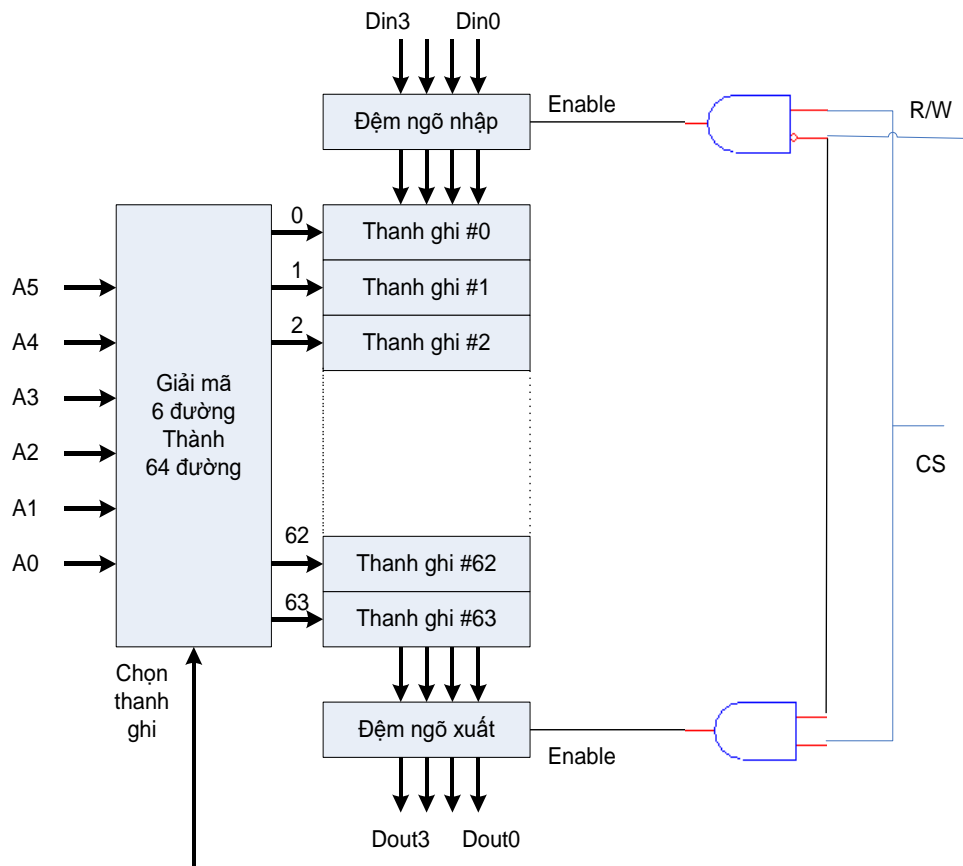 Din3 Din0
Đệm ngõ nhập
Enable
R/W
0
Thanh ghi #0
1
Thanh ghi #1
2
Thanh ghi #2
A5
A4
A3
A2
A1
A0
Giải mã
6 đường
Thành
64 đường
CS
62
Thanh ghi #62
63
Thanh ghi #63
Chọn
thanh
ghi
Đệm ngõ xuất
Enable
Dout3 Dout0